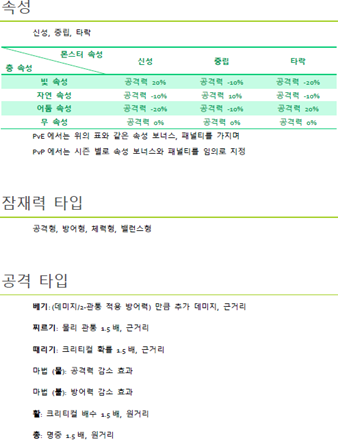 속성
신성, 중립, 타락
몬스터 속성
총 속성
신성 중립 타락
빛 속성 공격력 20% 공격력 -10% 공격력 -20%
자연 속성 공격력 -10% 공격력 10% 공격력 -10%
어둠 속성 공격력 -20% 공격력 -10% 공격력 20%
무 속성 공격력 0% 공격력 0% 공격력 0%
PvE 에서는 위의 표와 같은 속성 보너스, 패널티를 가지며
PvP 에서는 시즌 별로 속성 보너스와 패널티를 임의로 지정
잠재력 타입
공격형, 방어형, 체력형, 밸런스형
공격 타입
베기: (데미지/2-관통 적용 방어력) 만큼 추가 데미지, 근거리
찌르기: 물리 관통 1.5 배, 근거리
때리기: 크리티컬 확률 1.5 배, 근거리
마법 (물): 공격력 감소 효과
마법 (불): 방어력 감소 효과
활: 크리티컬 배수 1.5 배, 원거리
총: 명중 1.5 배, 원거리